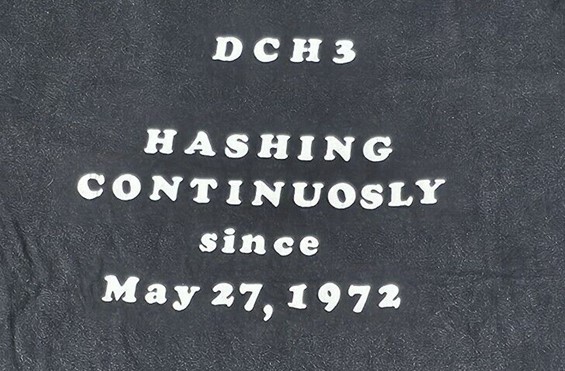 DCH3
HASHING
CONTINUOSLY
since
May 27, 1972